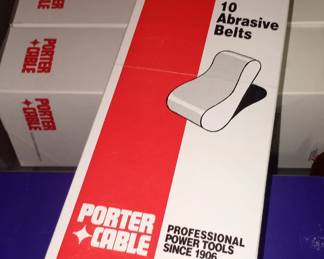 10
Abrasive
Belts
PORTER
CABLE
PROFESSIONAL
POWER TOOLS
SINCE 1906
PORTER
CABLE
PORTER
CABLE